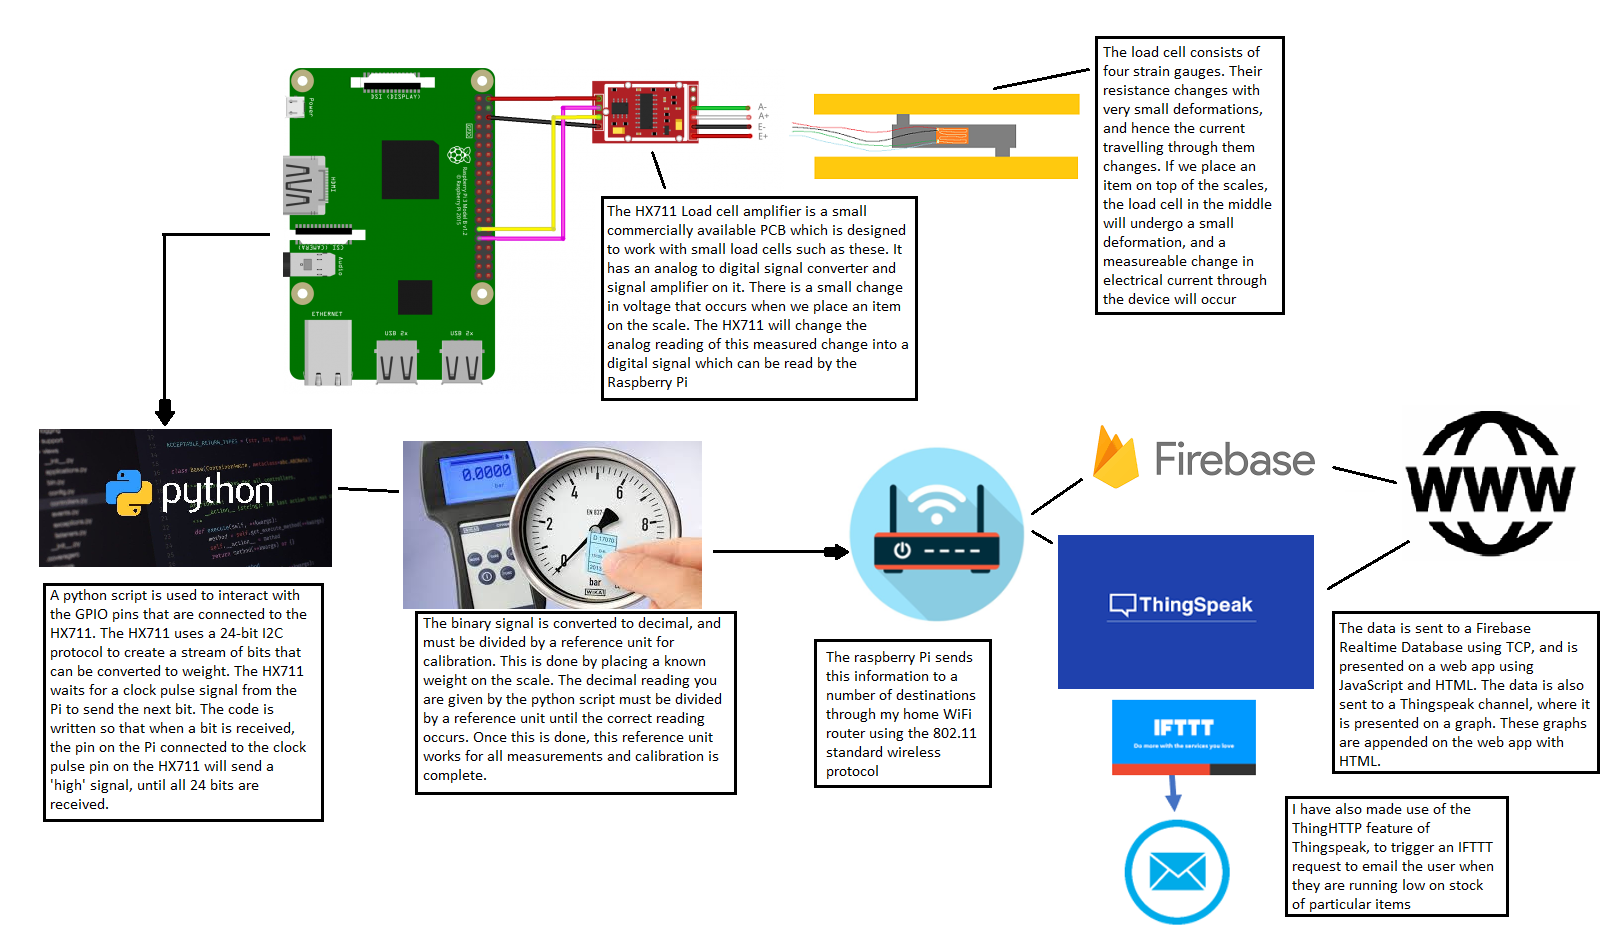 The load cell consists of
four strain gauges. Their
resistance changes with
very small deformations,
and hence the current
travelling through them
changes. If we place an
item on top of the scales,
the load cell in the middle
will undergo a small
deformation, and a
measureable change in
electrical current through
the device will occur
DSI (DISPLAY)
Power
HDMI
CSI (CAMERA)
Audio
ETHERNET
USB 2x
USB 2x
GPIO
Raspberry Pi 3 Model B v1.2
© Raspberry Pi 2015
A-
A+
E-
E+
The HX711 Load cell amplifier is a small
commercially available PCB which is designed
to work with small load cells such as these. It
has an analog to digital signal converter and
signal amplifier on it. There is a small change
in voltage that occurs when we place an item
on the scale. The HX711 will change the
analog reading of this measured change into a
digital signal which can be read by the
Raspberry Pi
python
A python script is used to interact with
the GPIO pins that are connected to the
HX711. The HX711 uses a 24-bit I2C
protocol to create a stream of bits that
can be converted to weight. The HX711
waits for a clock pulse signal from the
Pi to send the next bit. The code is
written so that when a bit is received,
the pin on the Pi connected to the clock
pulse pin on the HX711 will send a
'high' signal, until all 24 bits are
received.
0.0000
bar
0
2
4
6
8
EN 837
D 17070
2013
bar
WIKA
The binary signal is converted to decimal, and
must be divided by a reference unit for
calibration. This is done by placing a known
weight on the scale. The decimal reading you
are given by the python script must be divided
by a reference unit until the correct reading
occurs. Once this is done, this reference unit
works for all measurements and calibration is
complete.
The raspberry Pi sends
this information to a
number of destinations
through my home WiFi
router using the 802.11
standard wireless
protocol
Firebase
WWW
ThingSpeak
IFTTT
Do more with the services you love
The data is sent to a Firebase
Realtime Database using TCP, and is
presented on a web app using
JavaScript and HTML. The data is also
sent to a Thingspeak channel, where it
is presented on a graph. These graphs
are appended on the web app with
HTML.
I have also made use of the
ThingHTTP feature of
Thingspeak, to trigger an IFTTT
request to email the user when
they are running low on stock
of particular items